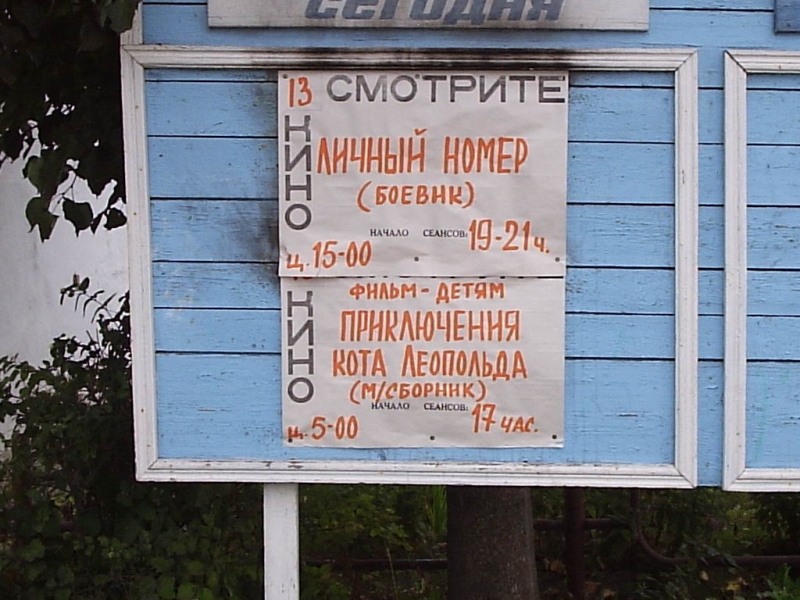 СЕГОДНЯ
13 СМОТРИТЕ
КИНО
ЛИЧНЫЙ НОМЕР
(БОЕВИК)
НАЧАЛО СЕАНСОВ: 19-21 ч.
Ц. 15-00
КИНО
ФИЛЬМ-ДЕТЯМ
ПРИКЛЮЧЕНИЯ
КОТА ЛЕОПОЛЬДА
(М/СБОРНИК)
НАЧАЛО СЕАНСОВ: 17 ЧАС.
Ц. 5-00